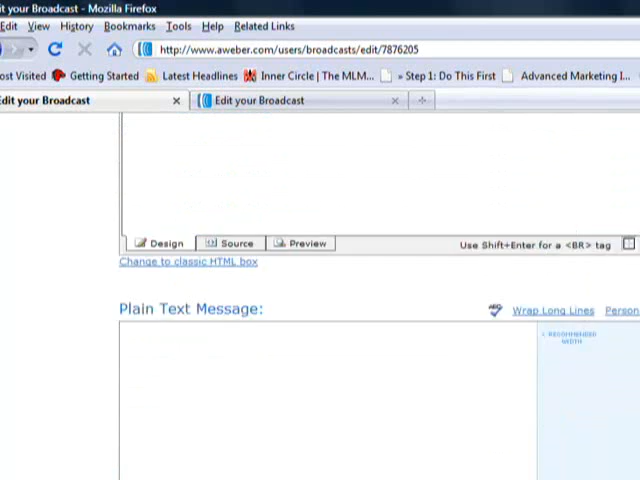 it your Broadcast - Mozilla Firefox
Edit View History Bookmarks Tools Help Related Links
http://www.aweber.com/users/broadcasts/edit/7876205
ost Visited Getting Started Latest Headlines Inner Circle | The MLM... » Step 1: Do This First Advanced Marketing I...
Edit your Broadcast Edit your Broadcast
Design Source Preview Use Shift+Enter for a <BR> tag
Change to classic HTML box
Plain Text Message: Wrap Long Lines Person
< RECOMMENDED
WIDTH